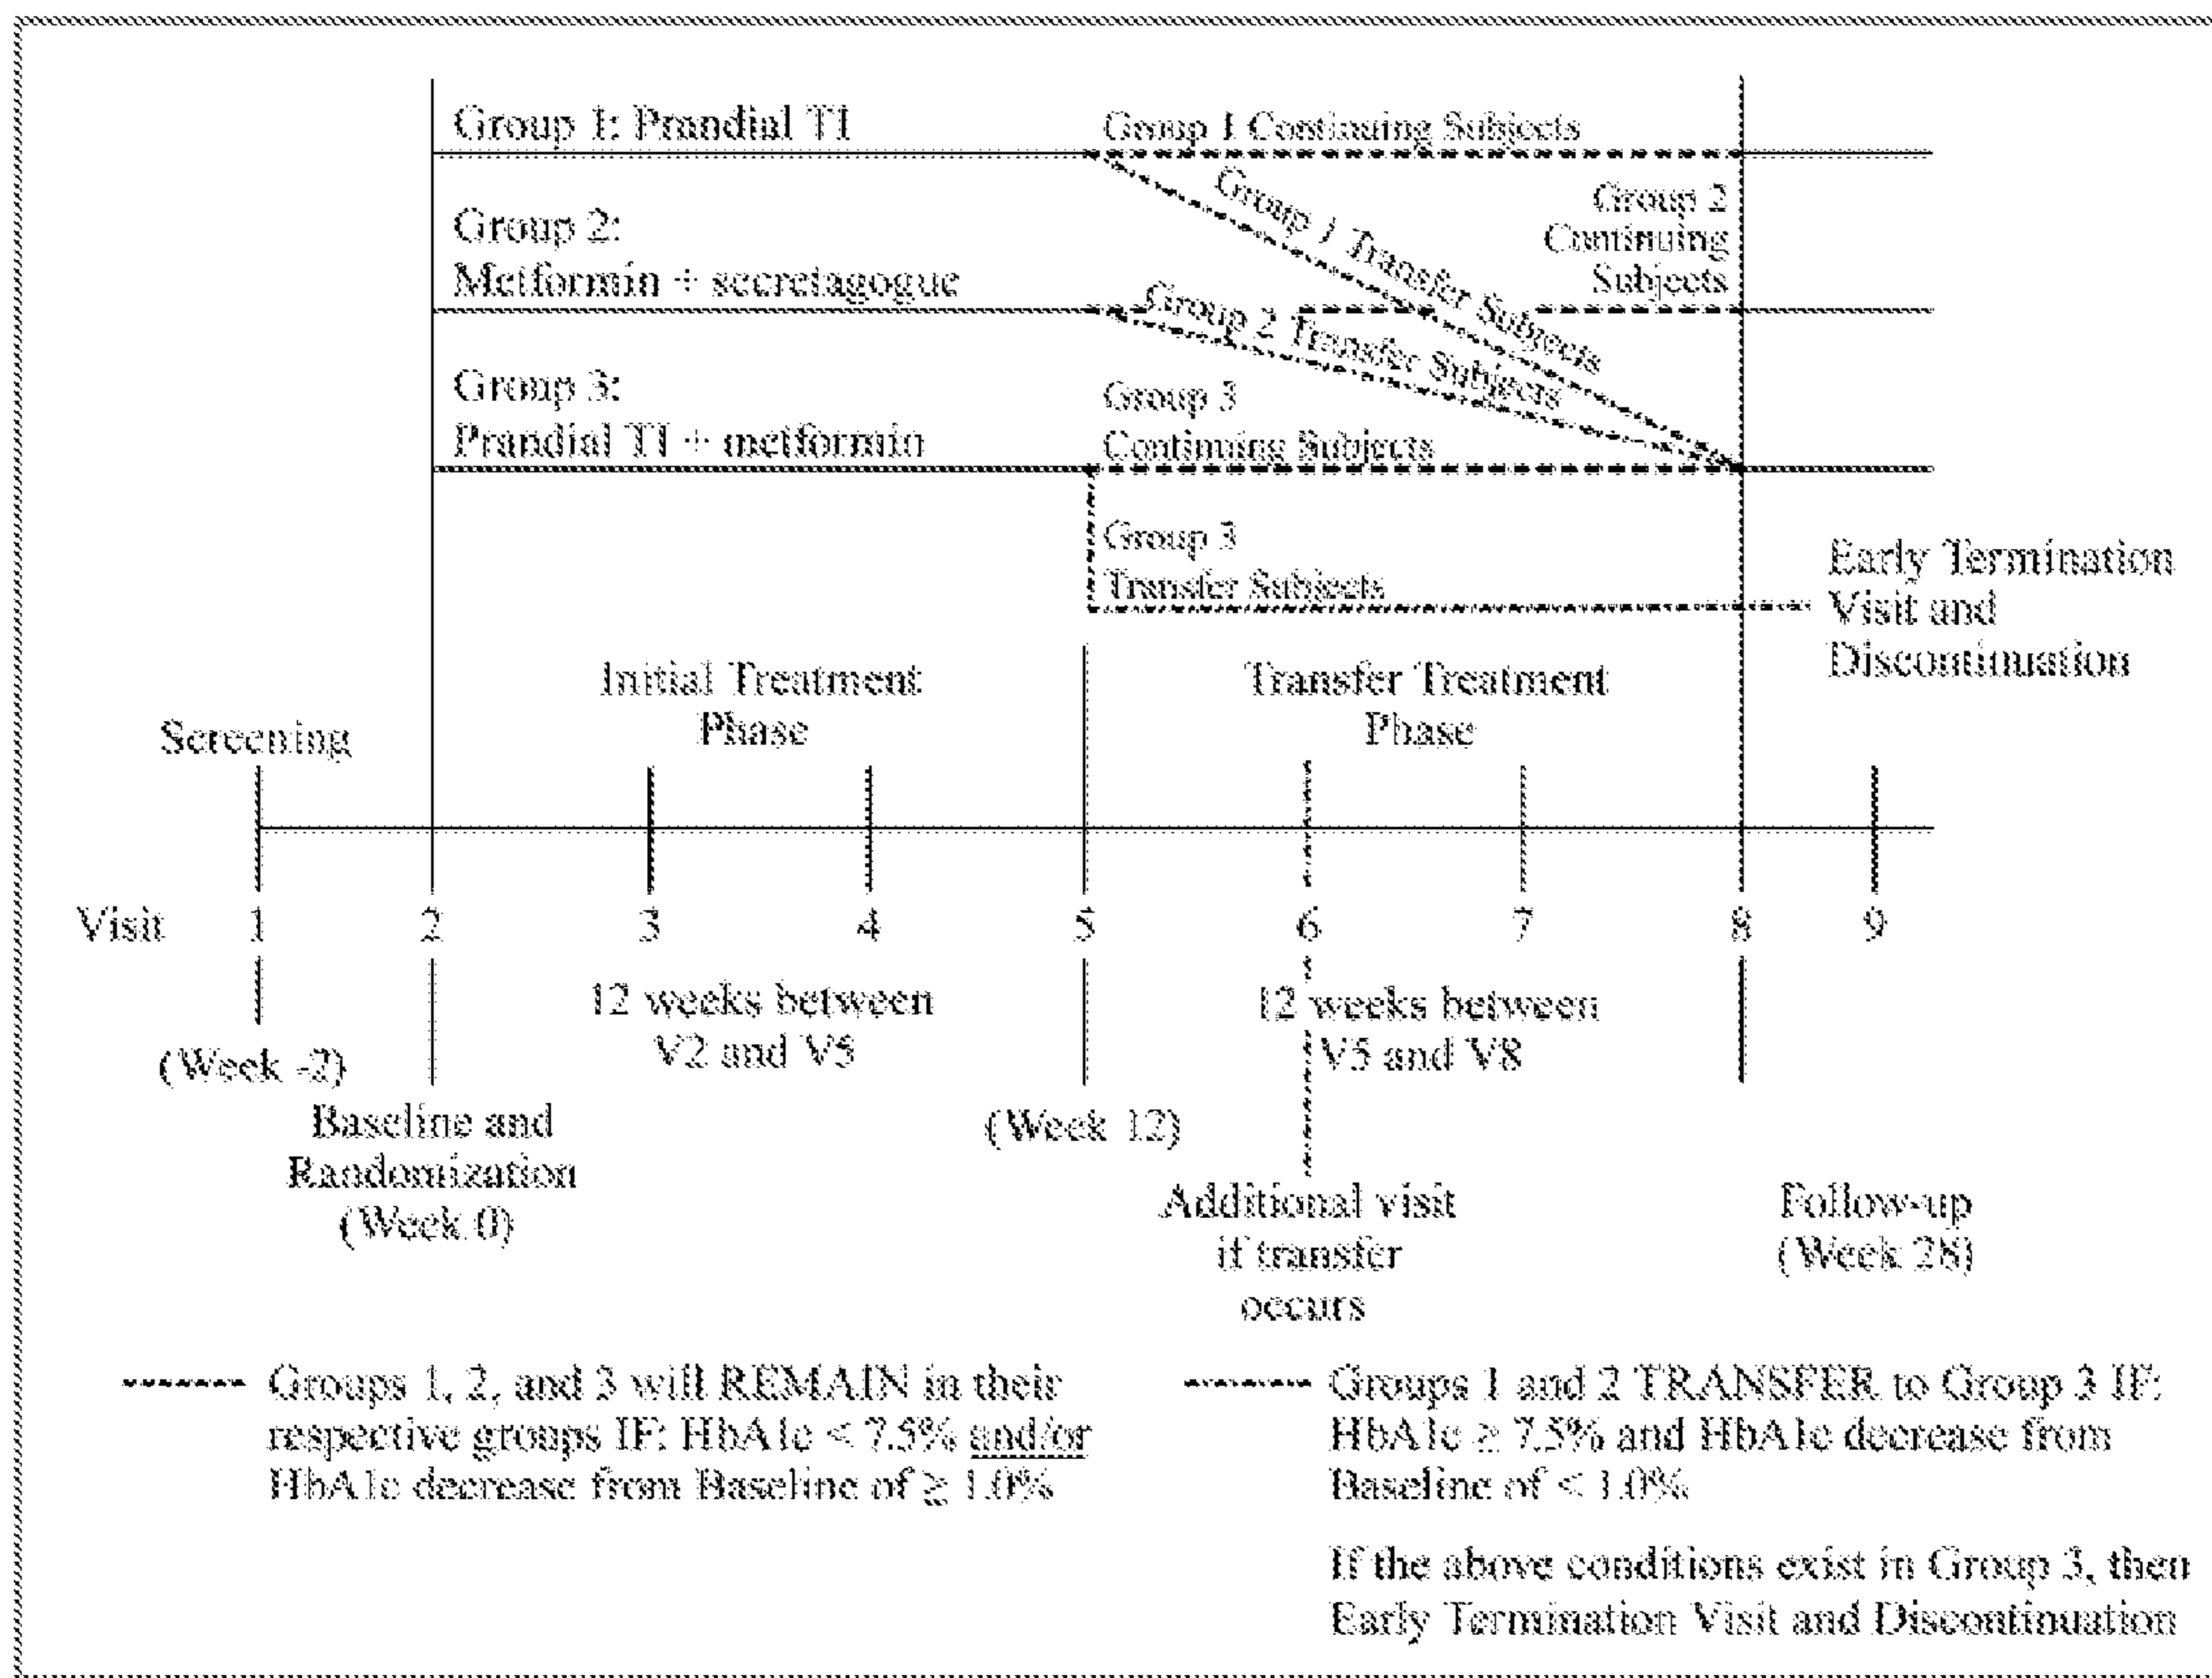 Group 1: Prandial TI
Group 1 Continuing Subjects
Group 1 Transfer Subjects
Group 2
Continuing
Subjects
Group 2:
Metformin + secretagogue
Group 2 Transfer Subjects
Group 3:
Prandial TI + metformin
Group 3
Continuing Subjects
Group 3
Transfer Subjects
Early Termination
Visit and
Discontinuation
Initial Treatment
Phase
Transfer Treatment
Phase
Screening
Visit 1 2 3 4 5 6 7 8 9
12 weeks between
V2 and V5
12 weeks between
V5 and V8
(Week -2)
Baseline and
Randomization
(Week 0)
(Week 12)
Additional visit
if transfer
occurs
Follow-up
(Week 28)
Groups 1, 2, and 3 will REMAIN in their
respective groups IF: HbA1c < 7.5% and/or
HbA1c decrease from Baseline of ≥ 1.0%
Groups 1 and 2 TRANSFER to Group 3 IF:
HbA1c ≥ 7.5% and HbA1c decrease from
Baseline of < 1.0%
If the above conditions exist in Group 3, then
Early Termination Visit and Discontinuation